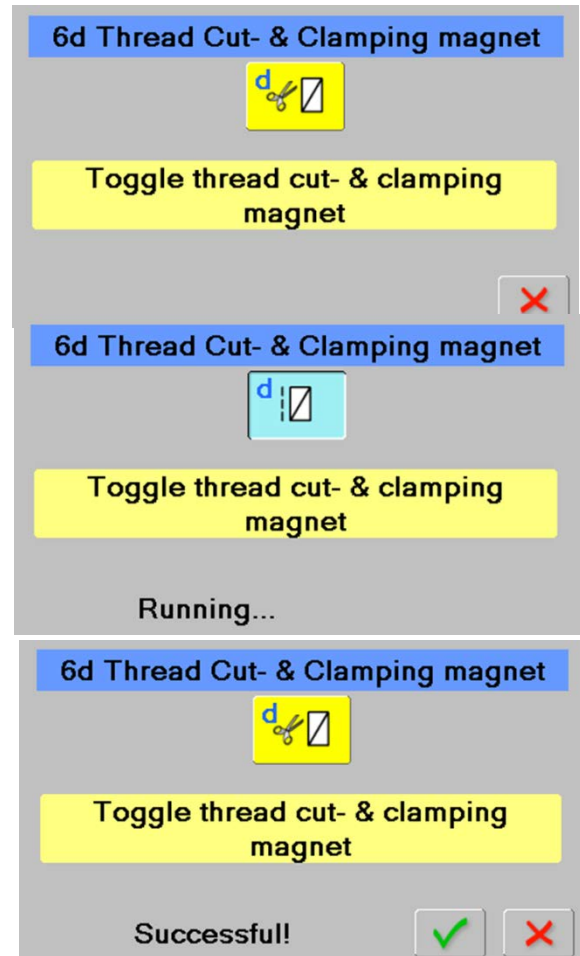 6d Thread Cut- & Clamping magnet
d
Toggle thread cut- & clamping
magnet
6d Thread Cut- & Clamping magnet
d
Toggle thread cut- & clamping
magnet
Running...
6d Thread Cut- & Clamping magnet
d
Toggle thread cut- & clamping
magnet
Successful!